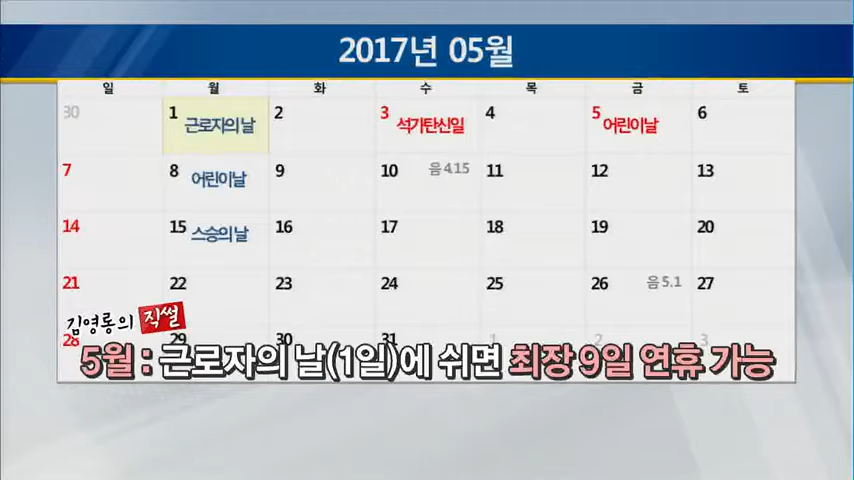 2017년 05월
일 월 화 수 목 금 토
30 1 근로자의 날 2 3 석가탄신일 4 5 어린이날 6
7 8 어린이날 9 10 음 4.15 11 12 13
14 15 스승의 날 16 17 18 19 20
21 22 23 24 25 26 음 5.1 27
김영롱의 직썰
28 29 30 31 1 2 3
5월 : 근로자의 날(1일)에 쉬면 최장 9일 연휴 가능